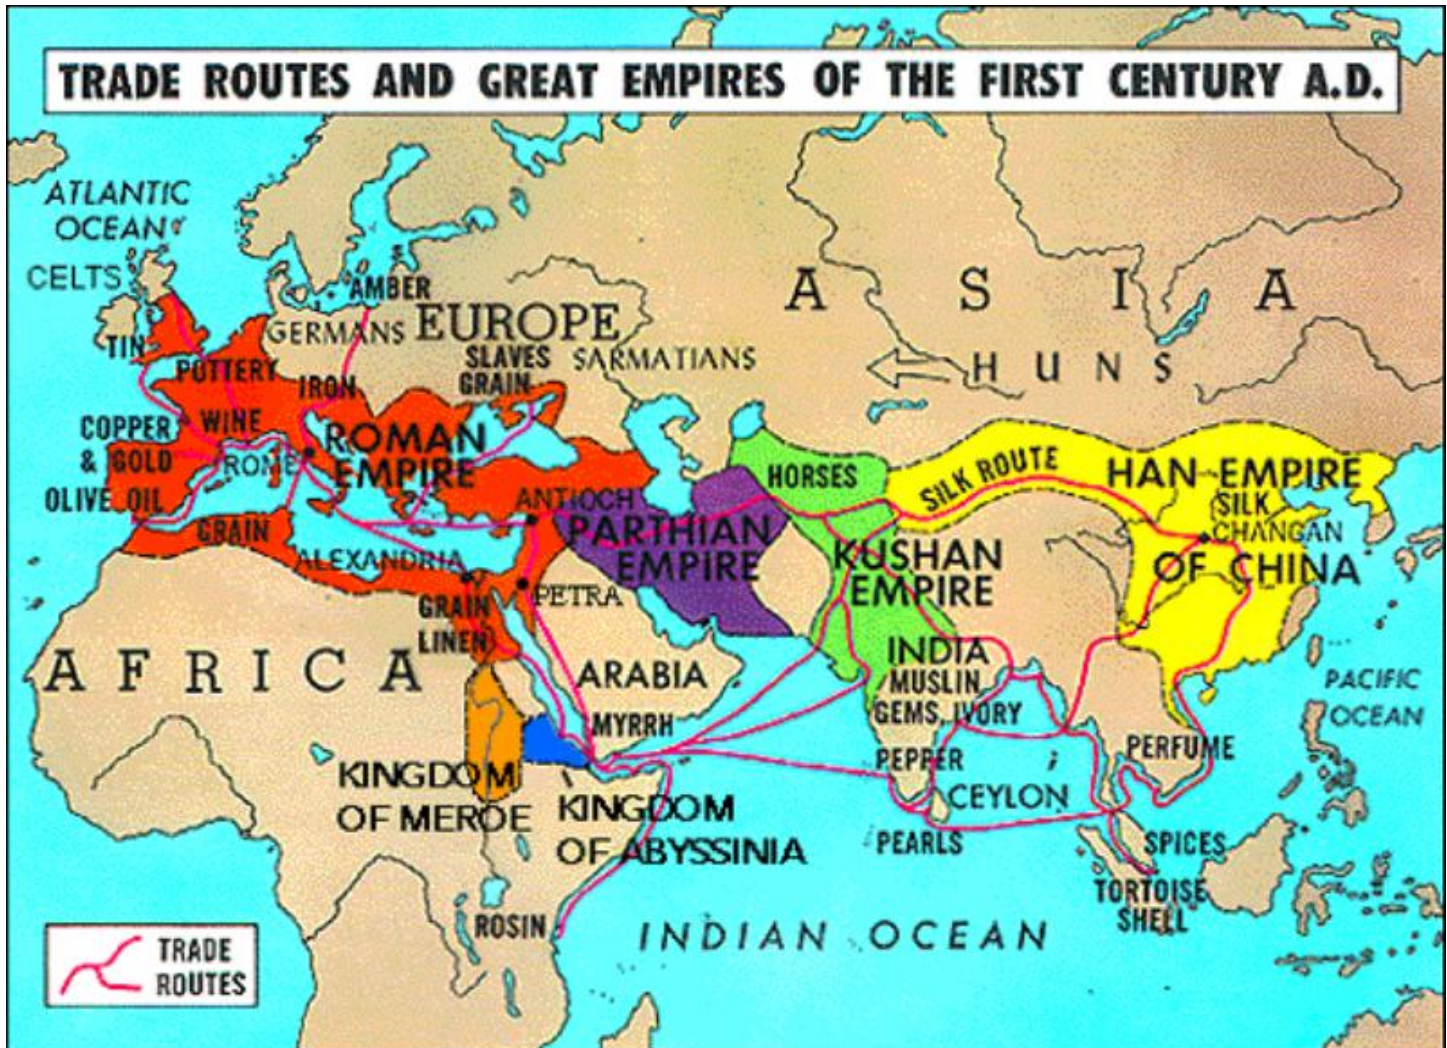 TRADE ROUTES AND GREAT EMPIRES OF THE FIRST CENTURY A.D.
ATLANTIC
OCEAN
CELTS
AMBER
GERMANS
EUROPE
ASIA
TIN
POTTERY
IRON
SLAVES
GRAIN
SARMATIANS
HUNS
COPPER
& GOLD
WINE
ROME
ROMAN
EMPIRE
OLIVE OIL
GRAIN
HORSES
SILK ROUTE
HAN EMPIRE
OF CHINA
SILK
CHANGAN
ANTIOCH
PARTHIAN
EMPIRE
KUSHAN
EMPIRE
ALEXANDRIA
PETRA
GRAIN
LINEN
AFRICA
ARABIA
MYRRH
INDIA
MUSLIN
GEMS, IVORY
PEPPER
PACIFIC
OCEAN
PERFUME
KINGDOM
OF MEROE
KINGDOM
OF ABYSSINIA
CEYLON
PEARLS
SPICES
TORTOISE
SHELL
ROSIN
INDIAN OCEAN
TRADE
ROUTES